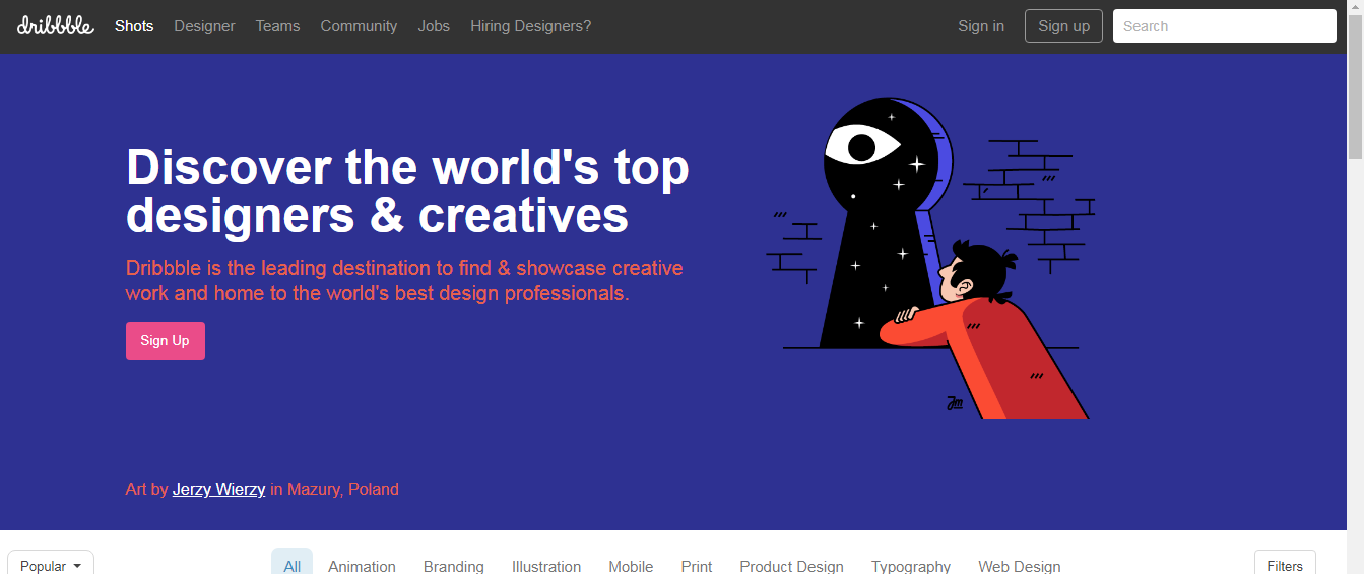 dribbble Shots Designer Teams Community Jobs Hiring Designers? Sign in Sign up Search
Discover the world's top
designers & creatives
Dribbble is the leading destination to find & showcase creative
work and home to the world's best design professionals.
Sign Up
Jm
Art by Jerzy Wierzy in Mazury, Poland
Popular All Animation Branding Illustration Mobile Print Product Design Typography Web Design Filters